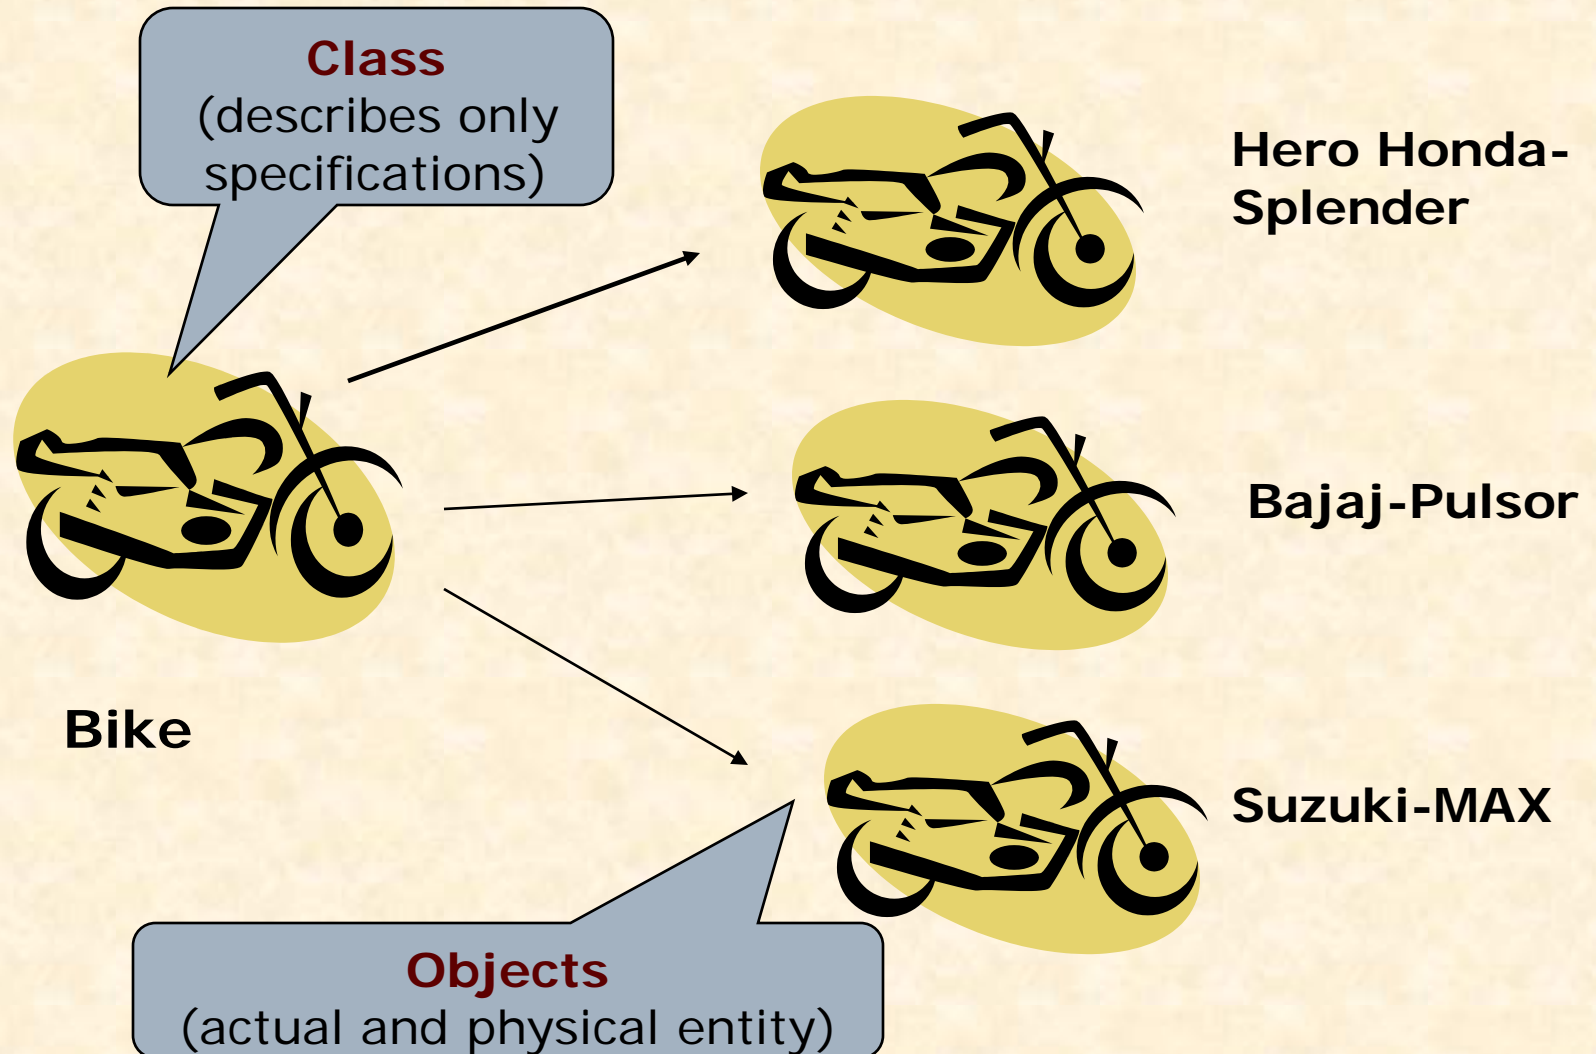 Class
(describes only
specifications)
Hero Honda-
Splender
Bajaj-Pulsor
Bike
Suzuki-MAX
Objects
(actual and physical entity)